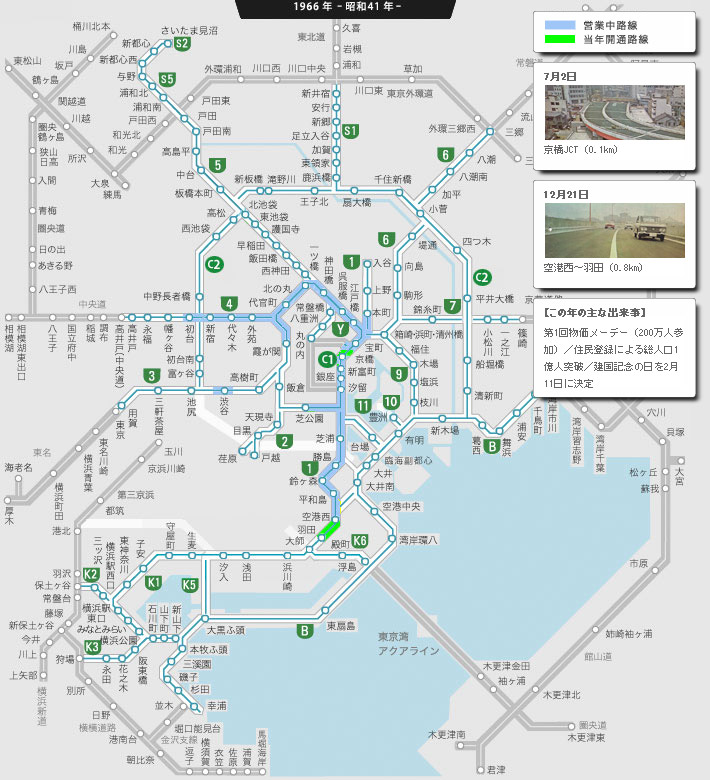 1966年 -昭和41年-
営業中路線
当年開通路線
7月2日
京橋JCT（0.1km）
12月21日
空港西～羽田（0.8km）
【この年の主な出来事】
第1回物価メーデー（200万人参
加）／住民登録による総人口1
億人突破／建国記念の日を2月
11日に決定
桶川北本
さいたま見沼
久喜
東北道
岩槻
浦和
東松山
川島
坂戸
鶴ヶ島
新都心
新都心西
与野
S2
S5
浦和北
浦和南
外環浦和
川口西
川口中央
草加
川口東
東京外環道
常磐道
流山
三郷
外環三郷西
関越道
川越
所沢
大泉
練馬
戸田東
戸田
戸田西
戸田南
和光北
和光
新井宿
安行
新郷
足立入谷
加賀
東領家
鹿浜橋
S1
圏央
鶴ヶ島
狭山
日高
入間
青梅
圏央道
日の出
あきる野
八王子西
高島平
中台
板橋本町
5
新板橋
滝野川
王子北
扇大橋
千住新橋
小菅
加平
八潮南
八潮
6
高松
西池袋
北池袋
東池袋
護国寺
早稲田
飯田橋
西神田
一ツ橋
神田橋
呉服橋
江戸橋
1
入谷
上野
本町
6
堤通
向島
駒形
錦糸町
四つ木
C2
平井大橋
7
C2
中野長者橋
北の丸
代官町
常盤橋
八重洲
丸の内
Y
C1
宝町
京橋
新富町
銀座
汐留
箱崎・浜町・清洲橋
福住
木場
塩浜
枝川
9
10
11
豊洲
小松川
一之江
篠崎
船堀橋
清新町
中央道
相模湖
相模湖東出口
八王子
国立府中
稲城
調布
高井戸(中央道)
高井戸
永福
幡ヶ谷
初台
新宿
代々木
外苑
4
霞が関
初台南
富ヶ谷
高樹町
飯倉
3
東京
用賀
三軒茶屋
池尻
渋谷
天現寺
目黒
荏原
戸越
2
芝公園
芝浦
勝島
1
鈴ヶ森
平和島
空港西
羽田
大師
台場
有明
臨海副都心
大井
大井南
新木場
葛西
舞浜
浦安
千鳥町
B
湾岸市川
湾岸習志野
湾岸千葉
穴川
貝塚
大宮
松ヶ丘
蘇我
市原
姉崎袖ヶ浦
館山道
東名
海老名
厚木
横浜町田
横浜青葉
東名川崎
玉川
京浜川崎
第三京浜
都筑
港北
空港中央
湾岸環八
K6
殿町
浮島
東扇島
B
東京湾
アクアライン
羽沢
K2
保土ヶ谷
常盤台
三ツ沢
横浜駅西口
東神奈川
子安
守屋町
生麦
汐入
浅田
浜川崎
K1
K5
藤塚
新保土ヶ谷
今井
川上
上矢部
横浜新道
横浜駅
東口
みなとみらい
横浜公園
石川町
山下町
新山下
K3
狩場
永田
花之木
阪東橋
大黒ふ頭
本牧ふ頭
三溪園
磯子
杉田
幸浦
並木
堀口能見台
金沢支線
別所
日野
横横道路
港南台
朝比奈
逗子
横須賀
衣笠
佐原
浦賀
馬堀海岸
木更津金田
袖ヶ浦
木更津北
圏央道
木更津東
木更津南
君津